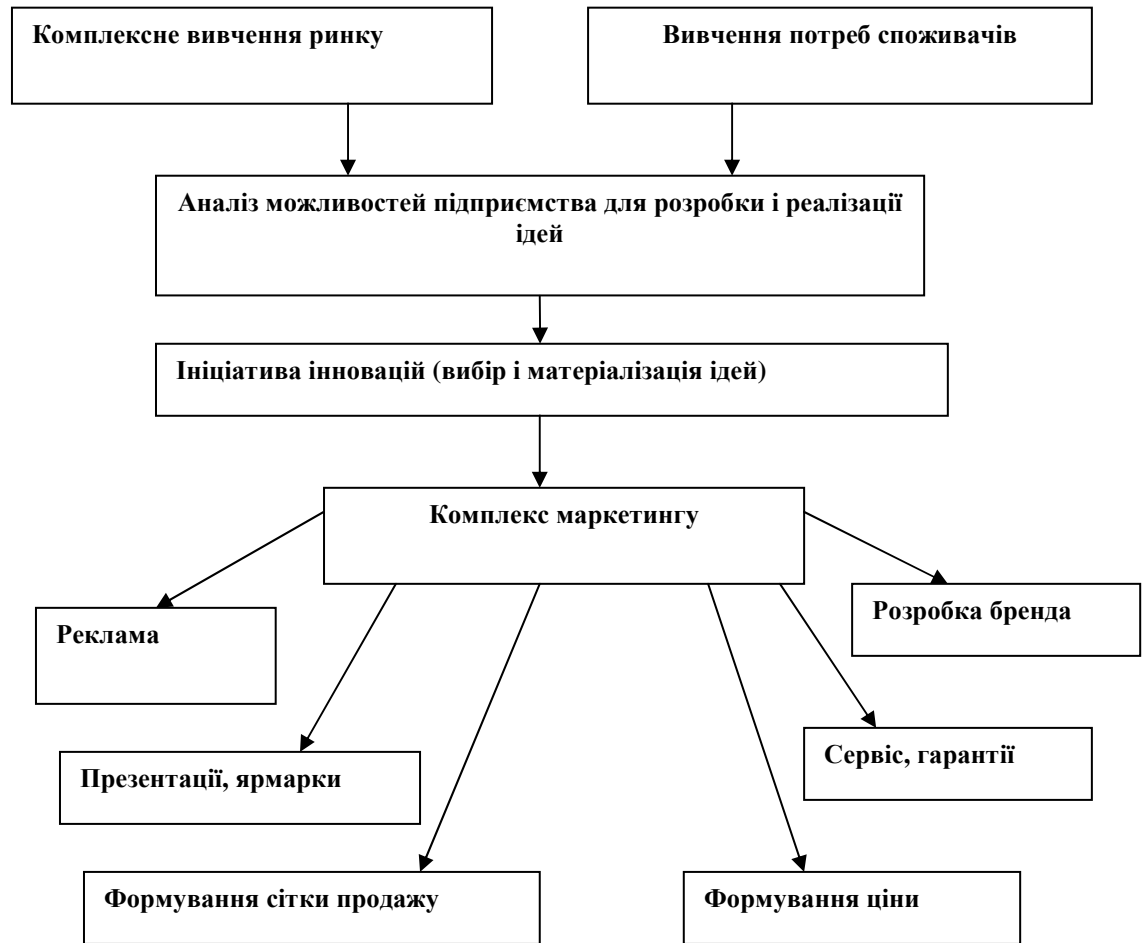 Комплексне вивчення ринку
Вивчення потреб споживачів
Аналіз можливостей підприємства для розробки і реалізації
ідей
Ініціатива інновацій (вибір і матеріалізація ідей)
Комплекс маркетингу
Розробка бренда
Реклама
Сервіс, гарантії
Презентації, ярмарки
Формування сітки продажу
Формування ціни